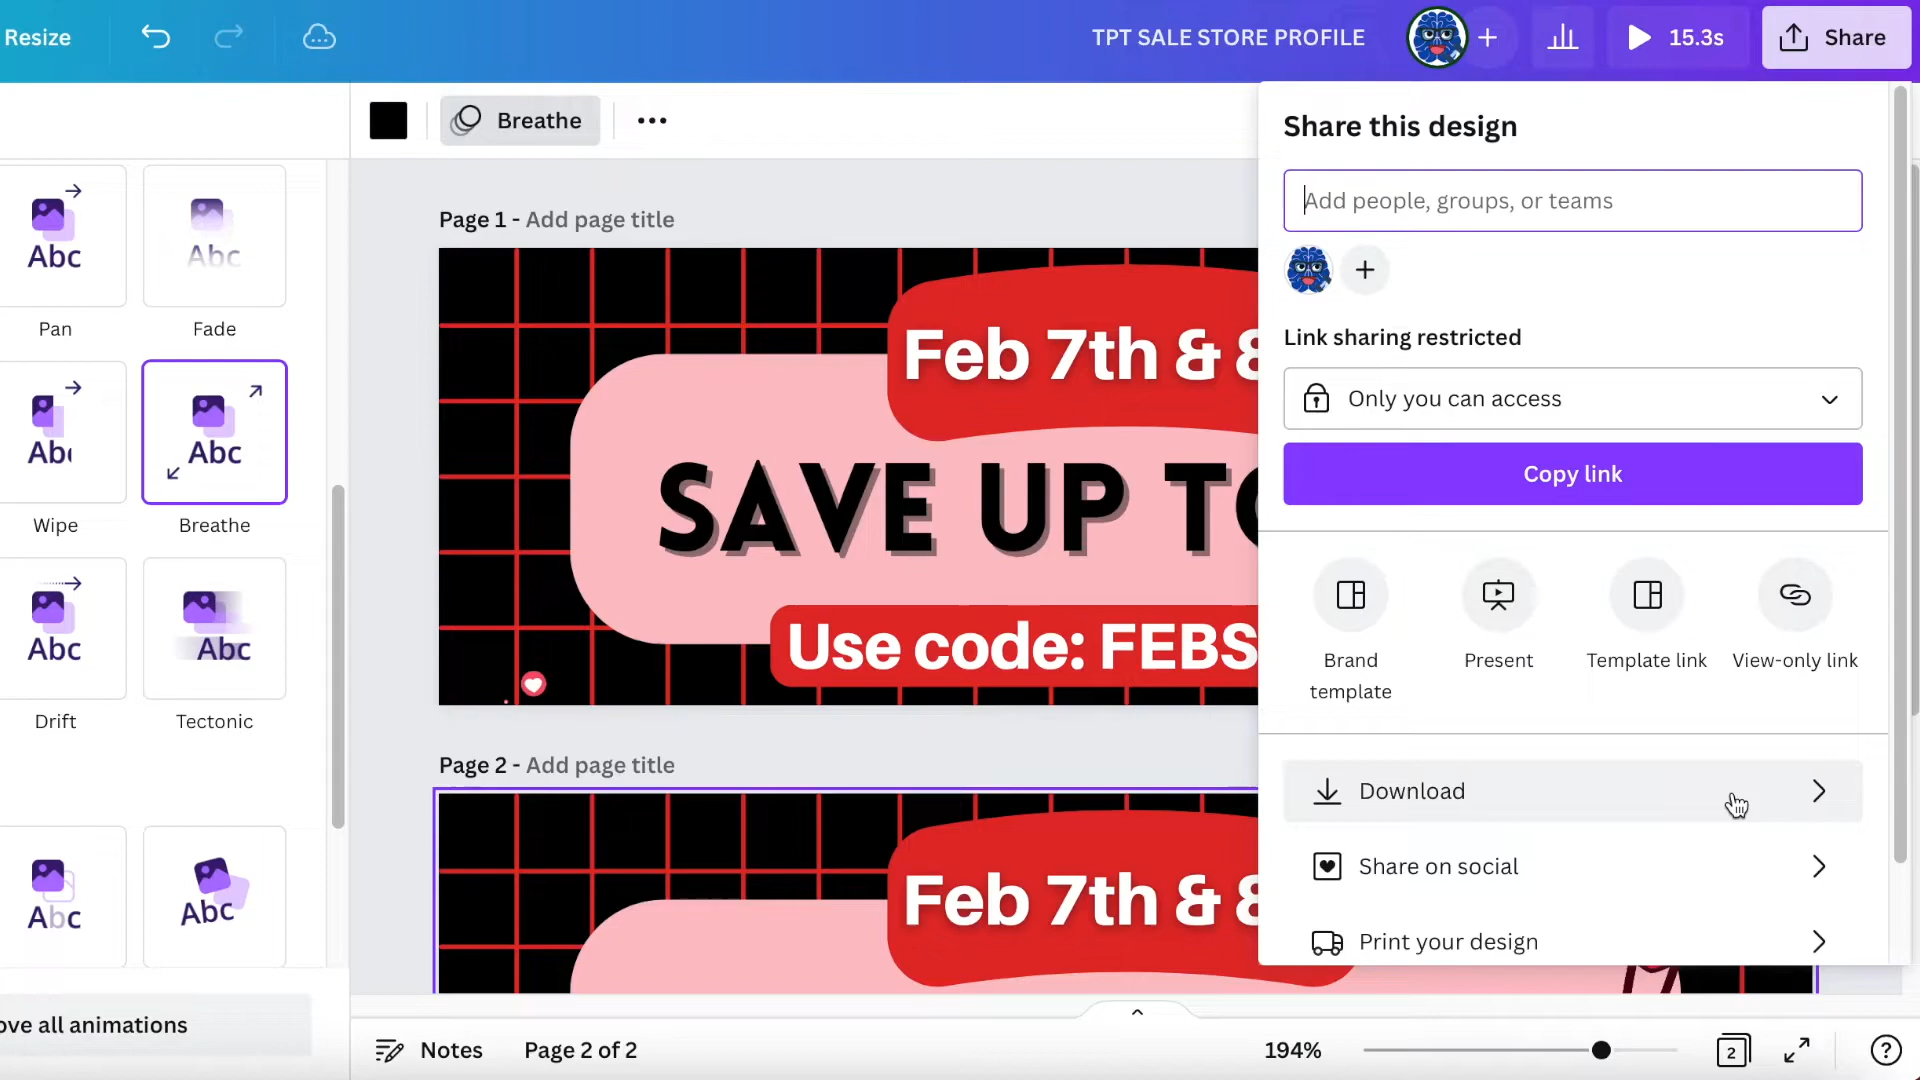 Resize
TPT SALE STORE PROFILE
15.3s
Share
Breathe
Share this design
Add people, groups, or teams
Link sharing restricted
Only you can access
Copy link
Brand
template
Present
Template link
View-only link
Download
Share on social
Print your design
Abc
Pan
Abc
Fade
Abc
Wipe
Abc
Breathe
Abc
Drift
Abc
Tectonic
Abc
Abc
ove all animations
Page 1 - Add page title
Feb 7th & 8
SAVE UP TO
Use code: FEBS
Page 2 - Add page title
Feb 7th & 8
Notes
Page 2 of 2
194%
2